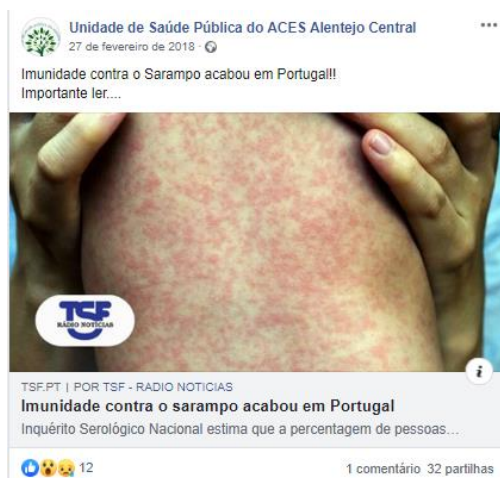 Unidade de Saúde Pública do ACES Alentejo Central
27 de fevereiro de 2018 ·
Imunidade contra o Sarampo acabou em Portugal!!
Importante ler....
TSF
RÁDIO NOTÍCIAS
TSF.PT | POR TSF - RADIO NOTICIAS
Imunidade contra o sarampo acabou em Portugal
Inquérito Serológico Nacional estima que a percentagem de pessoas...
12
1 comentário 32 partilhas